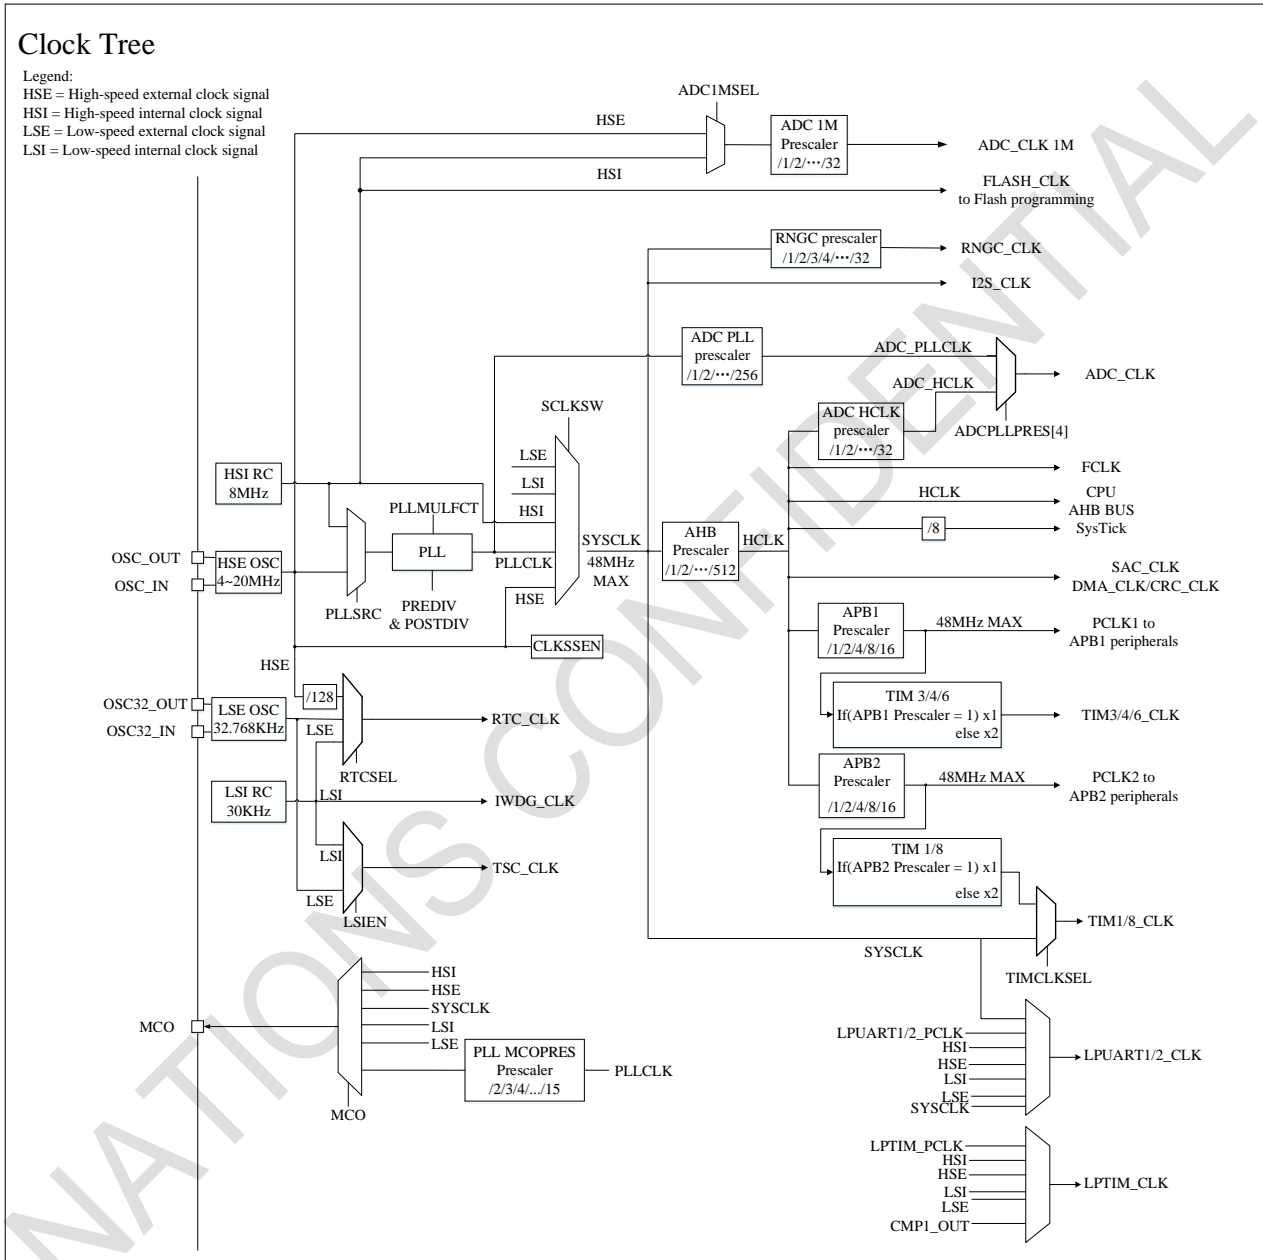 Clock Tree
Legend:
HSE = High-speed external clock signal
HSI = High-speed internal clock signal
LSE = Low-speed external clock signal
LSI = Low-speed internal clock signal
ADC1MSEL
HSE
ADC 1M
Prescaler
/1/2/···/32
ADC_CLK 1M
HSI
FLASH_CLK
to Flash programming
RNGC prescaler
/1/2/3/4/···/32
RNGC_CLK
I2S_CLK
ADC PLL
prescaler
/1/2/···/256
ADC_PLLCLK
ADC_HCLK
ADC_CLK
ADCPLLPRES[4]
ADC HCLK
prescaler
/1/2/···/32
SCLKSW
LSE
LSI
HSI
PLLCLK
HSE
HSI RC
8MHz
PLLMULFCT
PLL
PREDIV
& POSTDIV
PLLSRC
OSC_OUT
OSC_IN
HSE OSC
4~20MHz
SYSCLK
48MHz
MAX
AHB
Prescaler
/1/2/···/512
HCLK
FCLK
HCLK
CPU
AHB BUS
/8
SysTick
SAC_CLK
DMA_CLK/CRC_CLK
APB1
Prescaler
/1/2/4/8/16
48MHz MAX
PCLK1 to
APB1 peripherals
CLKSSEN
HSE
/128
OSC32_OUT
OSC32_IN
LSE OSC
32.768KHz
LSE
RTC_CLK
RTCSEL
TIM 3/4/6
If(APB1 Prescaler = 1) x1
else x2
TIM3/4/6_CLK
LSI RC
30KHz
LSI
IWDG_CLK
APB2
Prescaler
/1/2/4/8/16
48MHz MAX
PCLK2 to
APB2 peripherals
LSI
LSE
TSC_CLK
LSIEN
TIM 1/8
If(APB2 Prescaler = 1) x1
else x2
TIM1/8_CLK
SYSCLK
TIMCLKSEL
MCO
HSI
HSE
SYSCLK
LSI
LSE
PLL MCOPRES
Prescaler
/2/3/4/.../15
PLLCLK
MCO
LPUART1/2_PCLK
HSI
HSE
LSI
LSE
SYSCLK
LPUART1/2_CLK
LPTIM_PCLK
HSI
HSE
LSI
LSE
CMP1_OUT
LPTIM_CLK
NATIONS CONFIDENTIAL